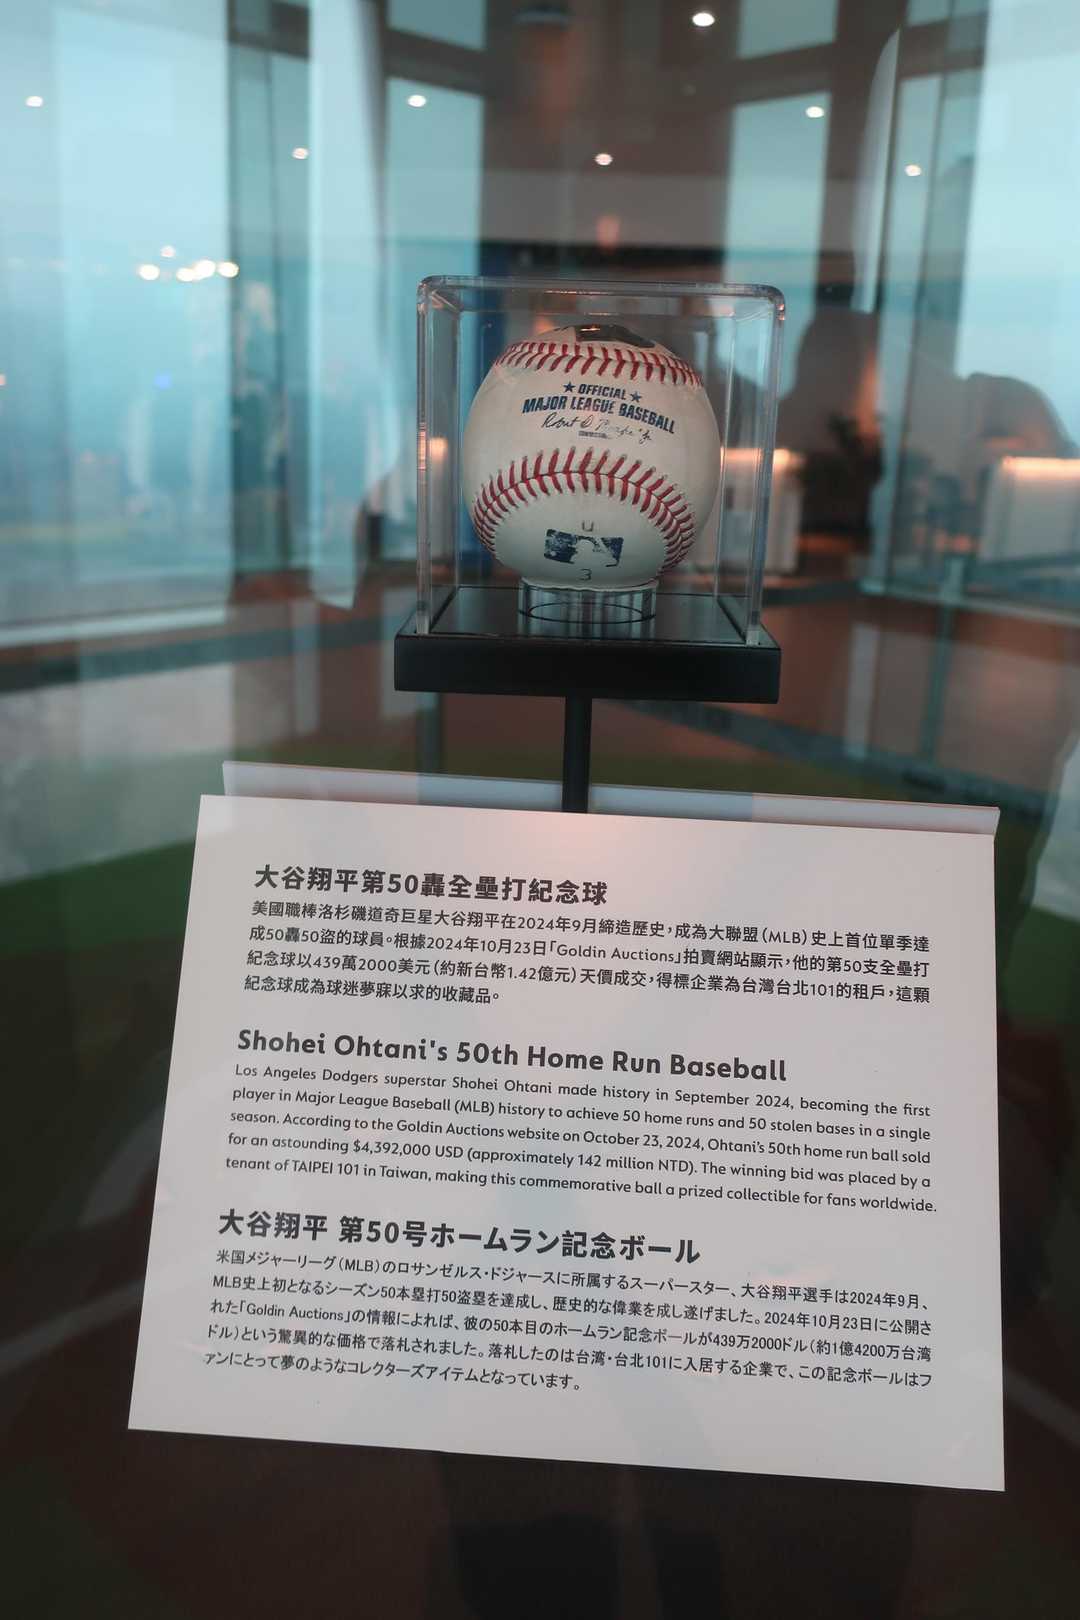 ★ OFFICIAL ★
MAJOR LEAGUE BASEBALL
U
3
大谷翔平第50轟全壘打紀念球
美國職棒洛杉磯道奇巨星大谷翔平在2024年9月締造歷史,成為大聯盟(MLB)史上首位單季達
成50轟50盜的球員。根據2024年10月23日「Goldin Auctions」拍賣網站顯示,他的第50支全壘打
紀念球以439萬2000美元(約新台幣1.42億元)天價成交,得標企業為台灣台北101的租戶,這顆
紀念球成為球迷夢寐以求的收藏品。
Shohei Ohtani's 50th Home Run Baseball
Los Angeles Dodgers superstar Shohei Ohtani made history in September 2024, becoming the first
player in Major League Baseball (MLB) history to achieve 50 home runs and 50 stolen bases in a single
season. According to the Goldin Auctions website on October 23, 2024, Ohtani's 50th home run ball sold
for an astounding $4,392,000 USD (approximately 142 million NTD). The winning bid was placed by a
tenant of TAIPEI 101 in Taiwan, making this commemorative ball a prized collectible for fans worldwide.
大谷翔平 第50号ホームラン記念ボール
米国メジャーリーグ(MLB)のロサンゼルス・ドジャースに所属するスーパースター、大谷翔平選手は2024年9月、
MLB史上初となるシーズン50本塁打50盗塁を達成し、歴史的な偉業を成し遂げました。2024年10月23日に公開さ
れた「Goldin Auctions」の情報によれば、彼の50本目のホームラン記念ボールが439万2000ドル(約1億4200万台湾
ドル)という驚異的な価格で落札されました。落札したのは台湾・台北101に入居する企業で、この記念ボールはフ
ァンにとって夢のようなコレクターズアイテムとなっています。